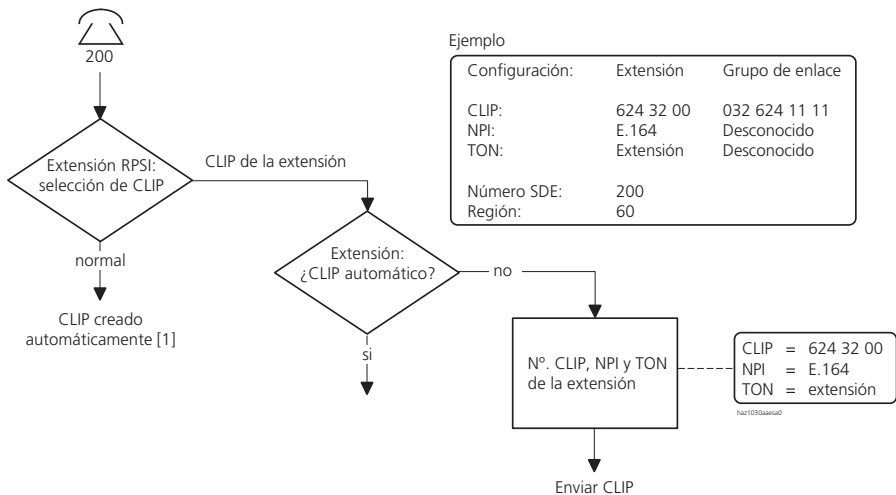 200
Extensión RPSI:
selección de CLIP
CLIP de la extensión
normal
CLIP creado
automáticamente [1]
Extensión:
¿CLIP automático?
no
si
Nº. CLIP, NPI y TON
de la extensión
Enviar CLIP
CLIP = 624 32 00
NPI = E.164
TON = extensión
haz1030aaesa0
Ejemplo
Configuración: Extensión Grupo de enlace
CLIP: 624 32 00 032 624 11 11
NPI: E.164 Desconocido
TON: Extensión Desconocido
Número SDE: 200
Región: 60